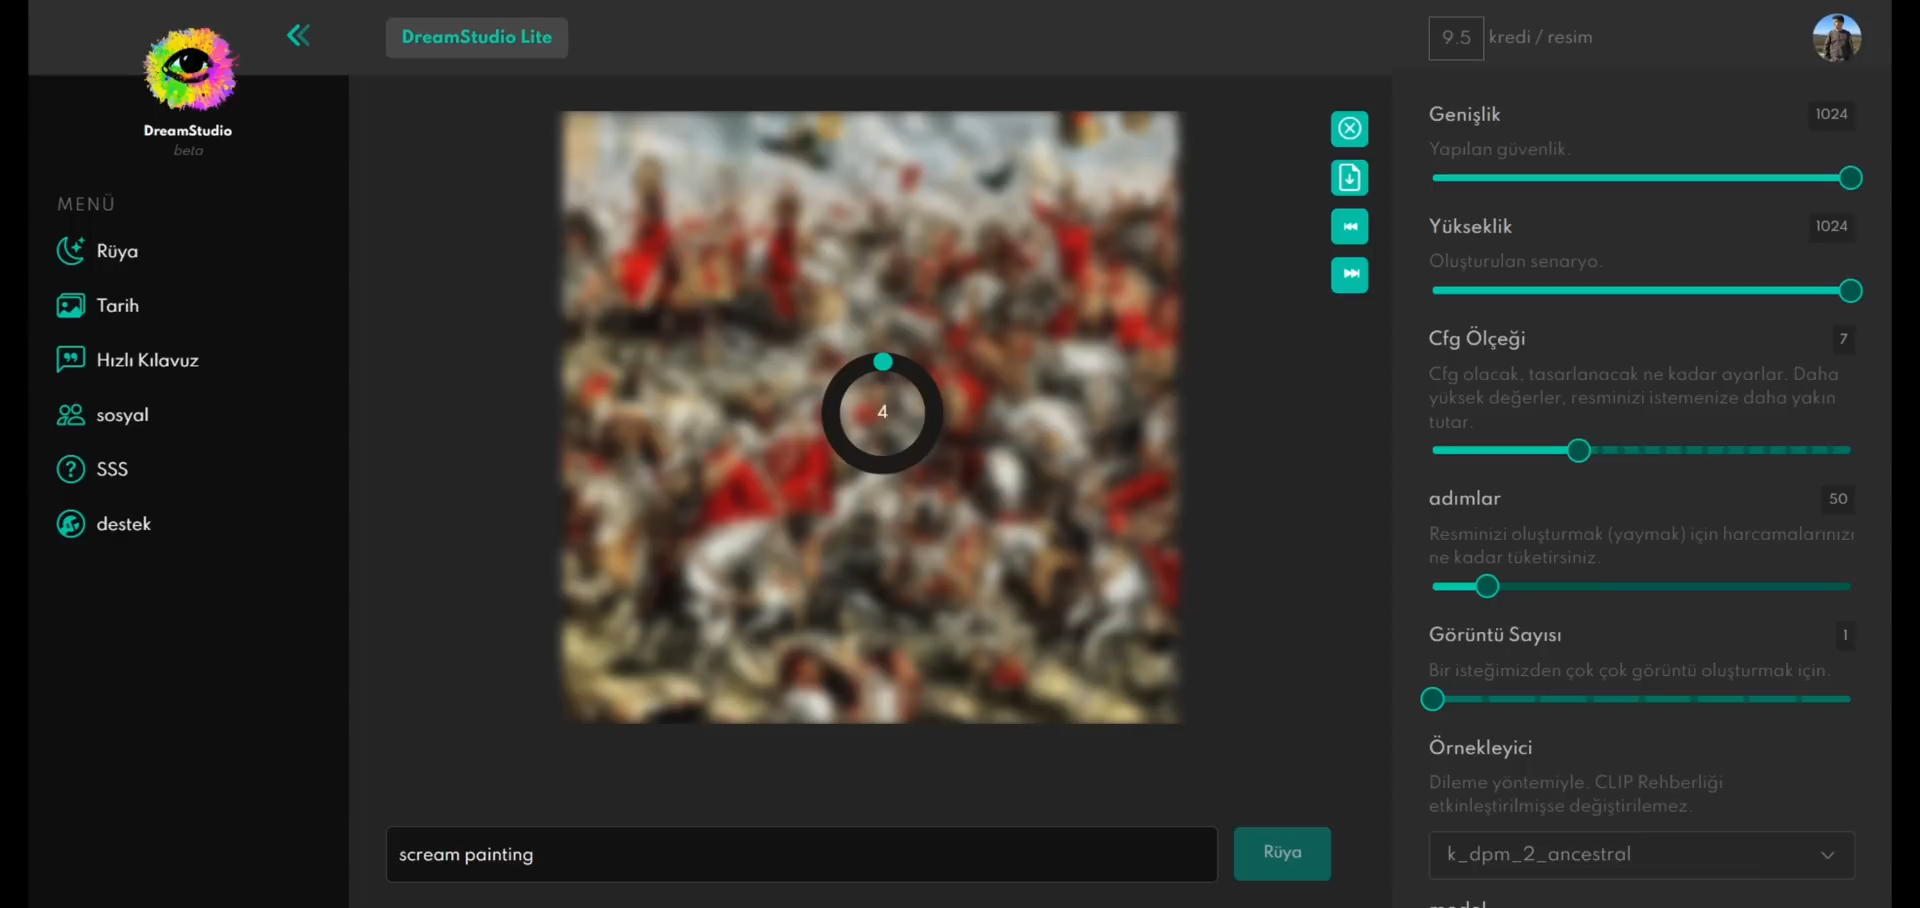 DreamStudio Lite
9.5 kredi / resim
DreamStudio
beta
MENÜ
Rüya
Tarih
Hızlı Kılavuz
sosyal
SSS
destek
4
scream painting
Rüya
Genişlik 1024
Yapılan güvenlik.
Yükseklik 1024
Oluşturulan senaryo.
Cfg Ölçeği 7
Cfg olacak, tasarlanacak ne kadar ayarlar. Daha
yüksek değerler, resminizi istemenize daha yakın
tutar.
adımlar 50
Resminizi oluşturmak (yaymak) için harcamalarınızı
ne kadar tüketirsiniz.
Görüntü Sayısı 1
Bir isteğimizden çok çok görüntü oluşturmak için.
Örnekleyici
Dileme yöntemiyle. CLIP Rehberliği
etkinleştirilmişse değiştirilemez.
k_dpm_2_ancestral